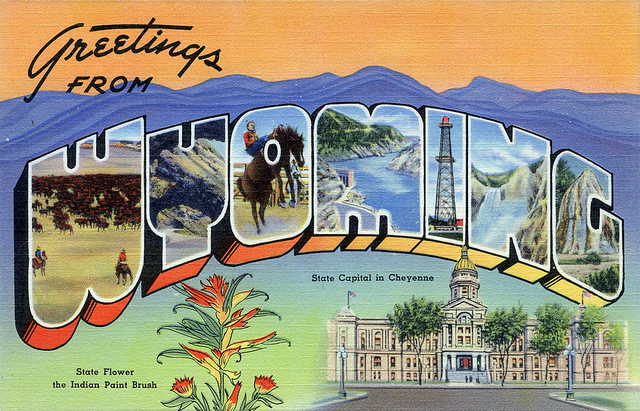 Greetings
FROM
WYOMING
State Capital in Cheyenne
State Flower
the Indian Paint Brush